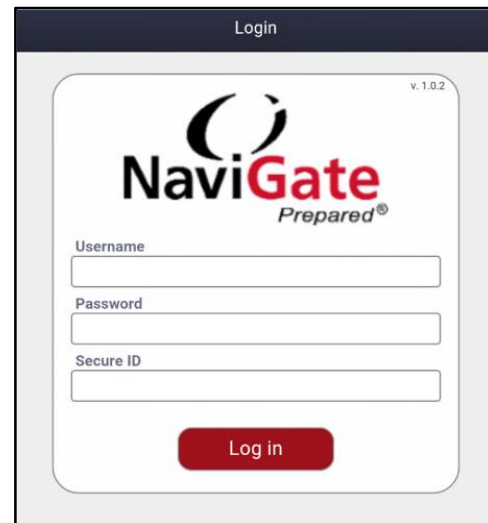 Login
v. 1.0.2
NaviGate
Prepared®
Username
Password
Secure ID
Log in